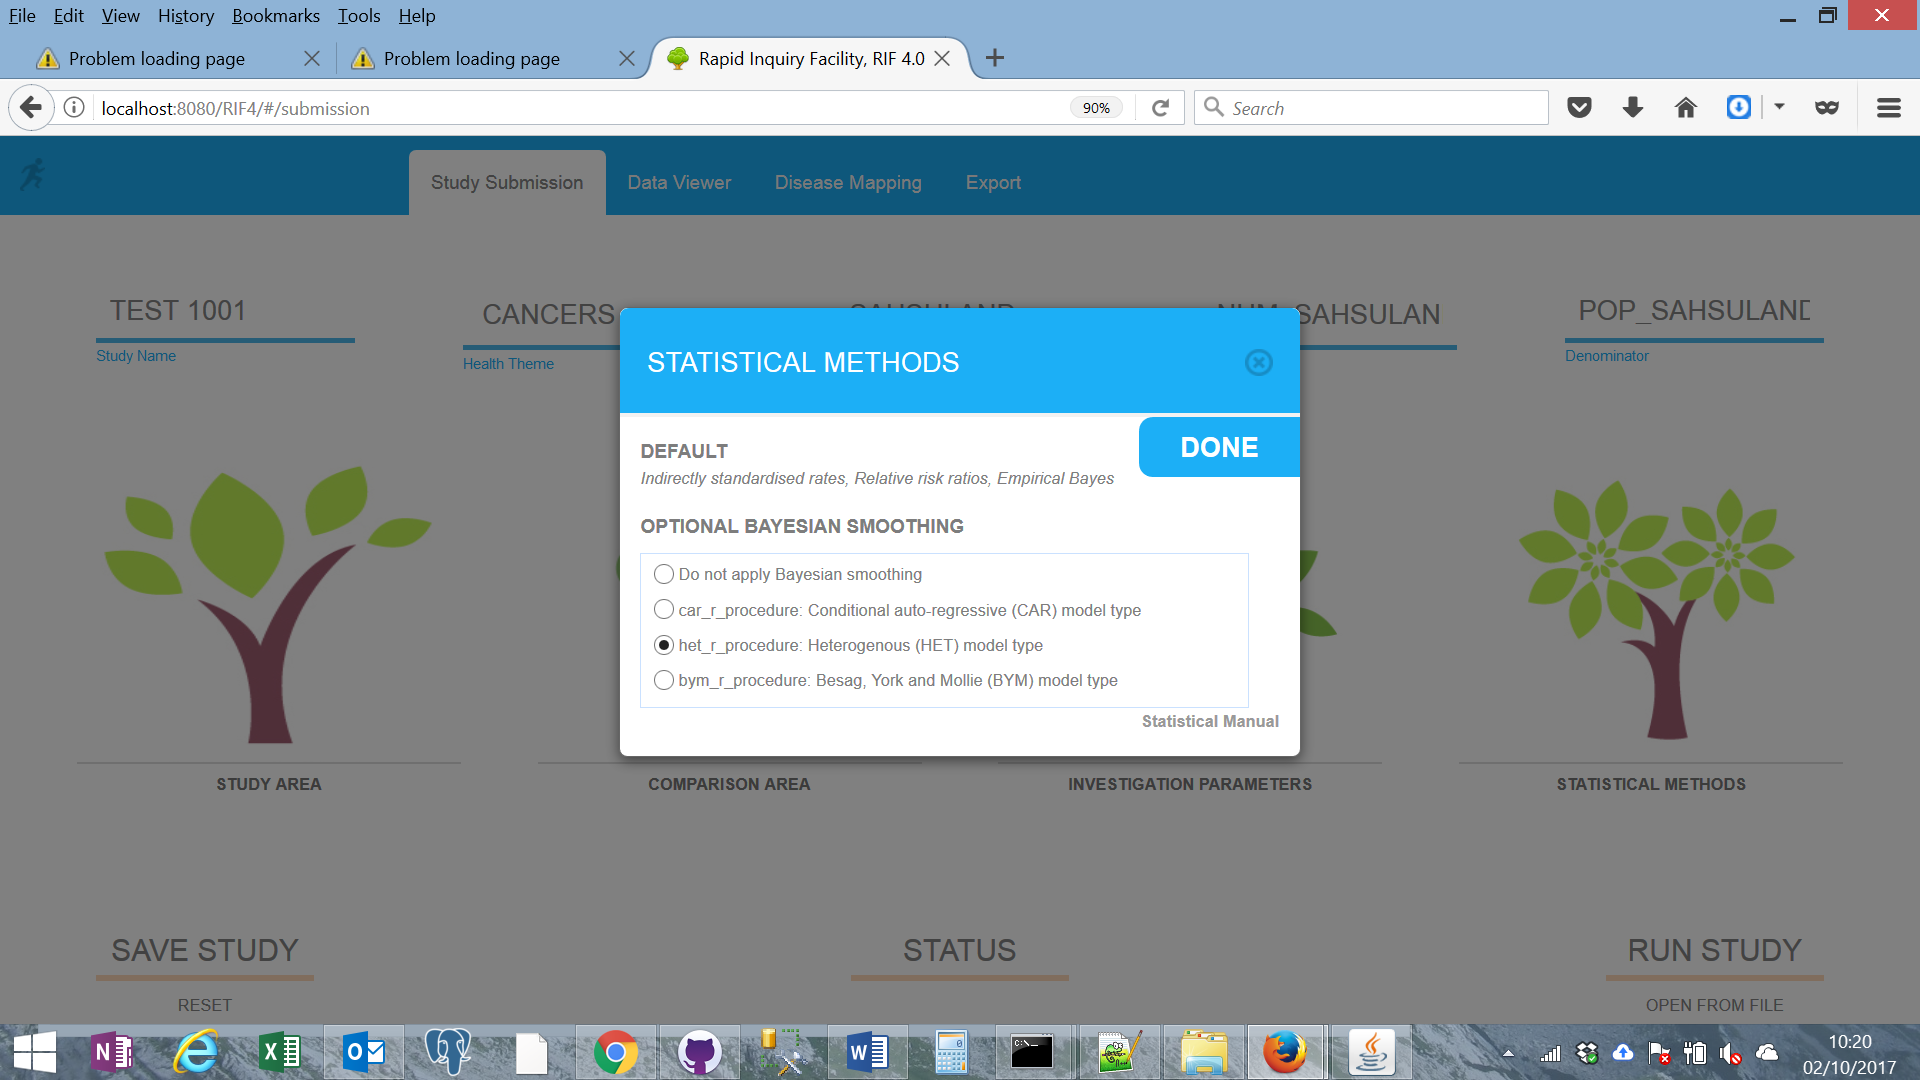 File Edit View History Bookmarks Tools Help
Problem loading page
Problem loading page
Rapid Inquiry Facility, RIF 4.0
localhost:8080/RIF4/#/submission
90%
Search
Study Submission
Data Viewer
Disease Mapping
Export
TEST 1001
CANCERS
SAHSULAND
NUM_SAHSULAN
POP_SAHSULAND
Study Name
Health Theme
Denominator
STATISTICAL METHODS
DONE
DEFAULT
Indirectly standardised rates, Relative risk ratios, Empirical Bayes
OPTIONAL BAYESIAN SMOOTHING
Do not apply Bayesian smoothing
car_r_procedure: Conditional auto-regressive (CAR) model type
het_r_procedure: Heterogenous (HET) model type
bym_r_procedure: Besag, York and Mollie (BYM) model type
Statistical Manual
STUDY AREA
COMPARISON AREA
INVESTIGATION PARAMETERS
STATISTICAL METHODS
SAVE STUDY
STATUS
RUN STUDY
RESET
OPEN FROM FILE
10:20
02/10/2017